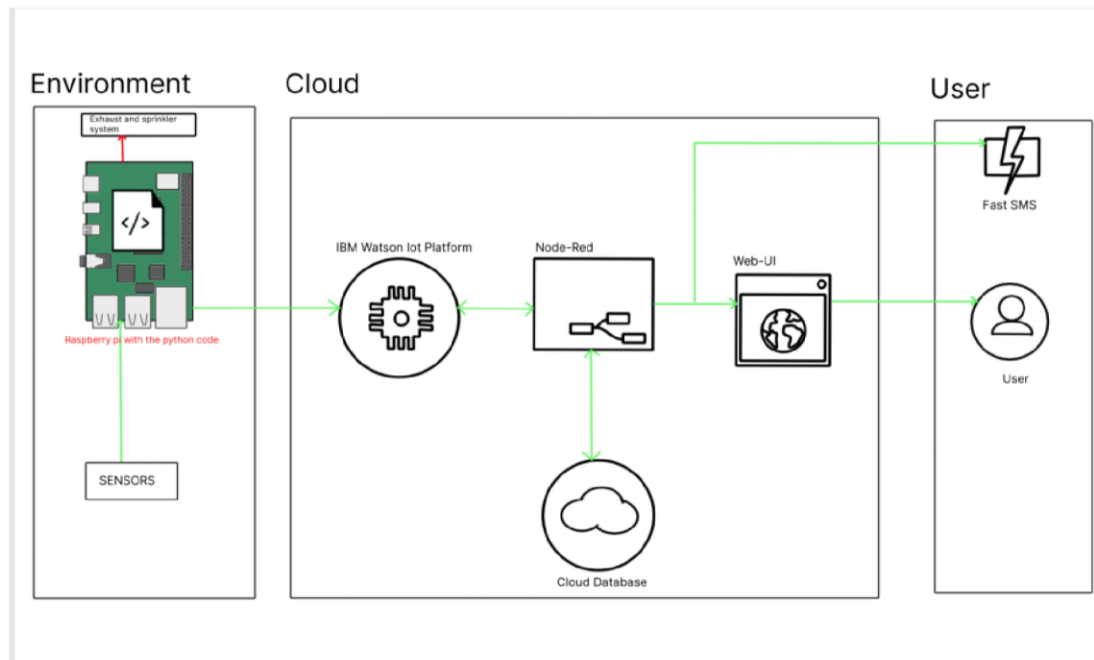 Environment
Cloud
User
Exhaust and sprinkler
system
</>
Raspberry pi with the python code
SENSORS
IBM Watson Iot Platform
Node-Red
Web-UI
Cloud Database
Fast SMS
User